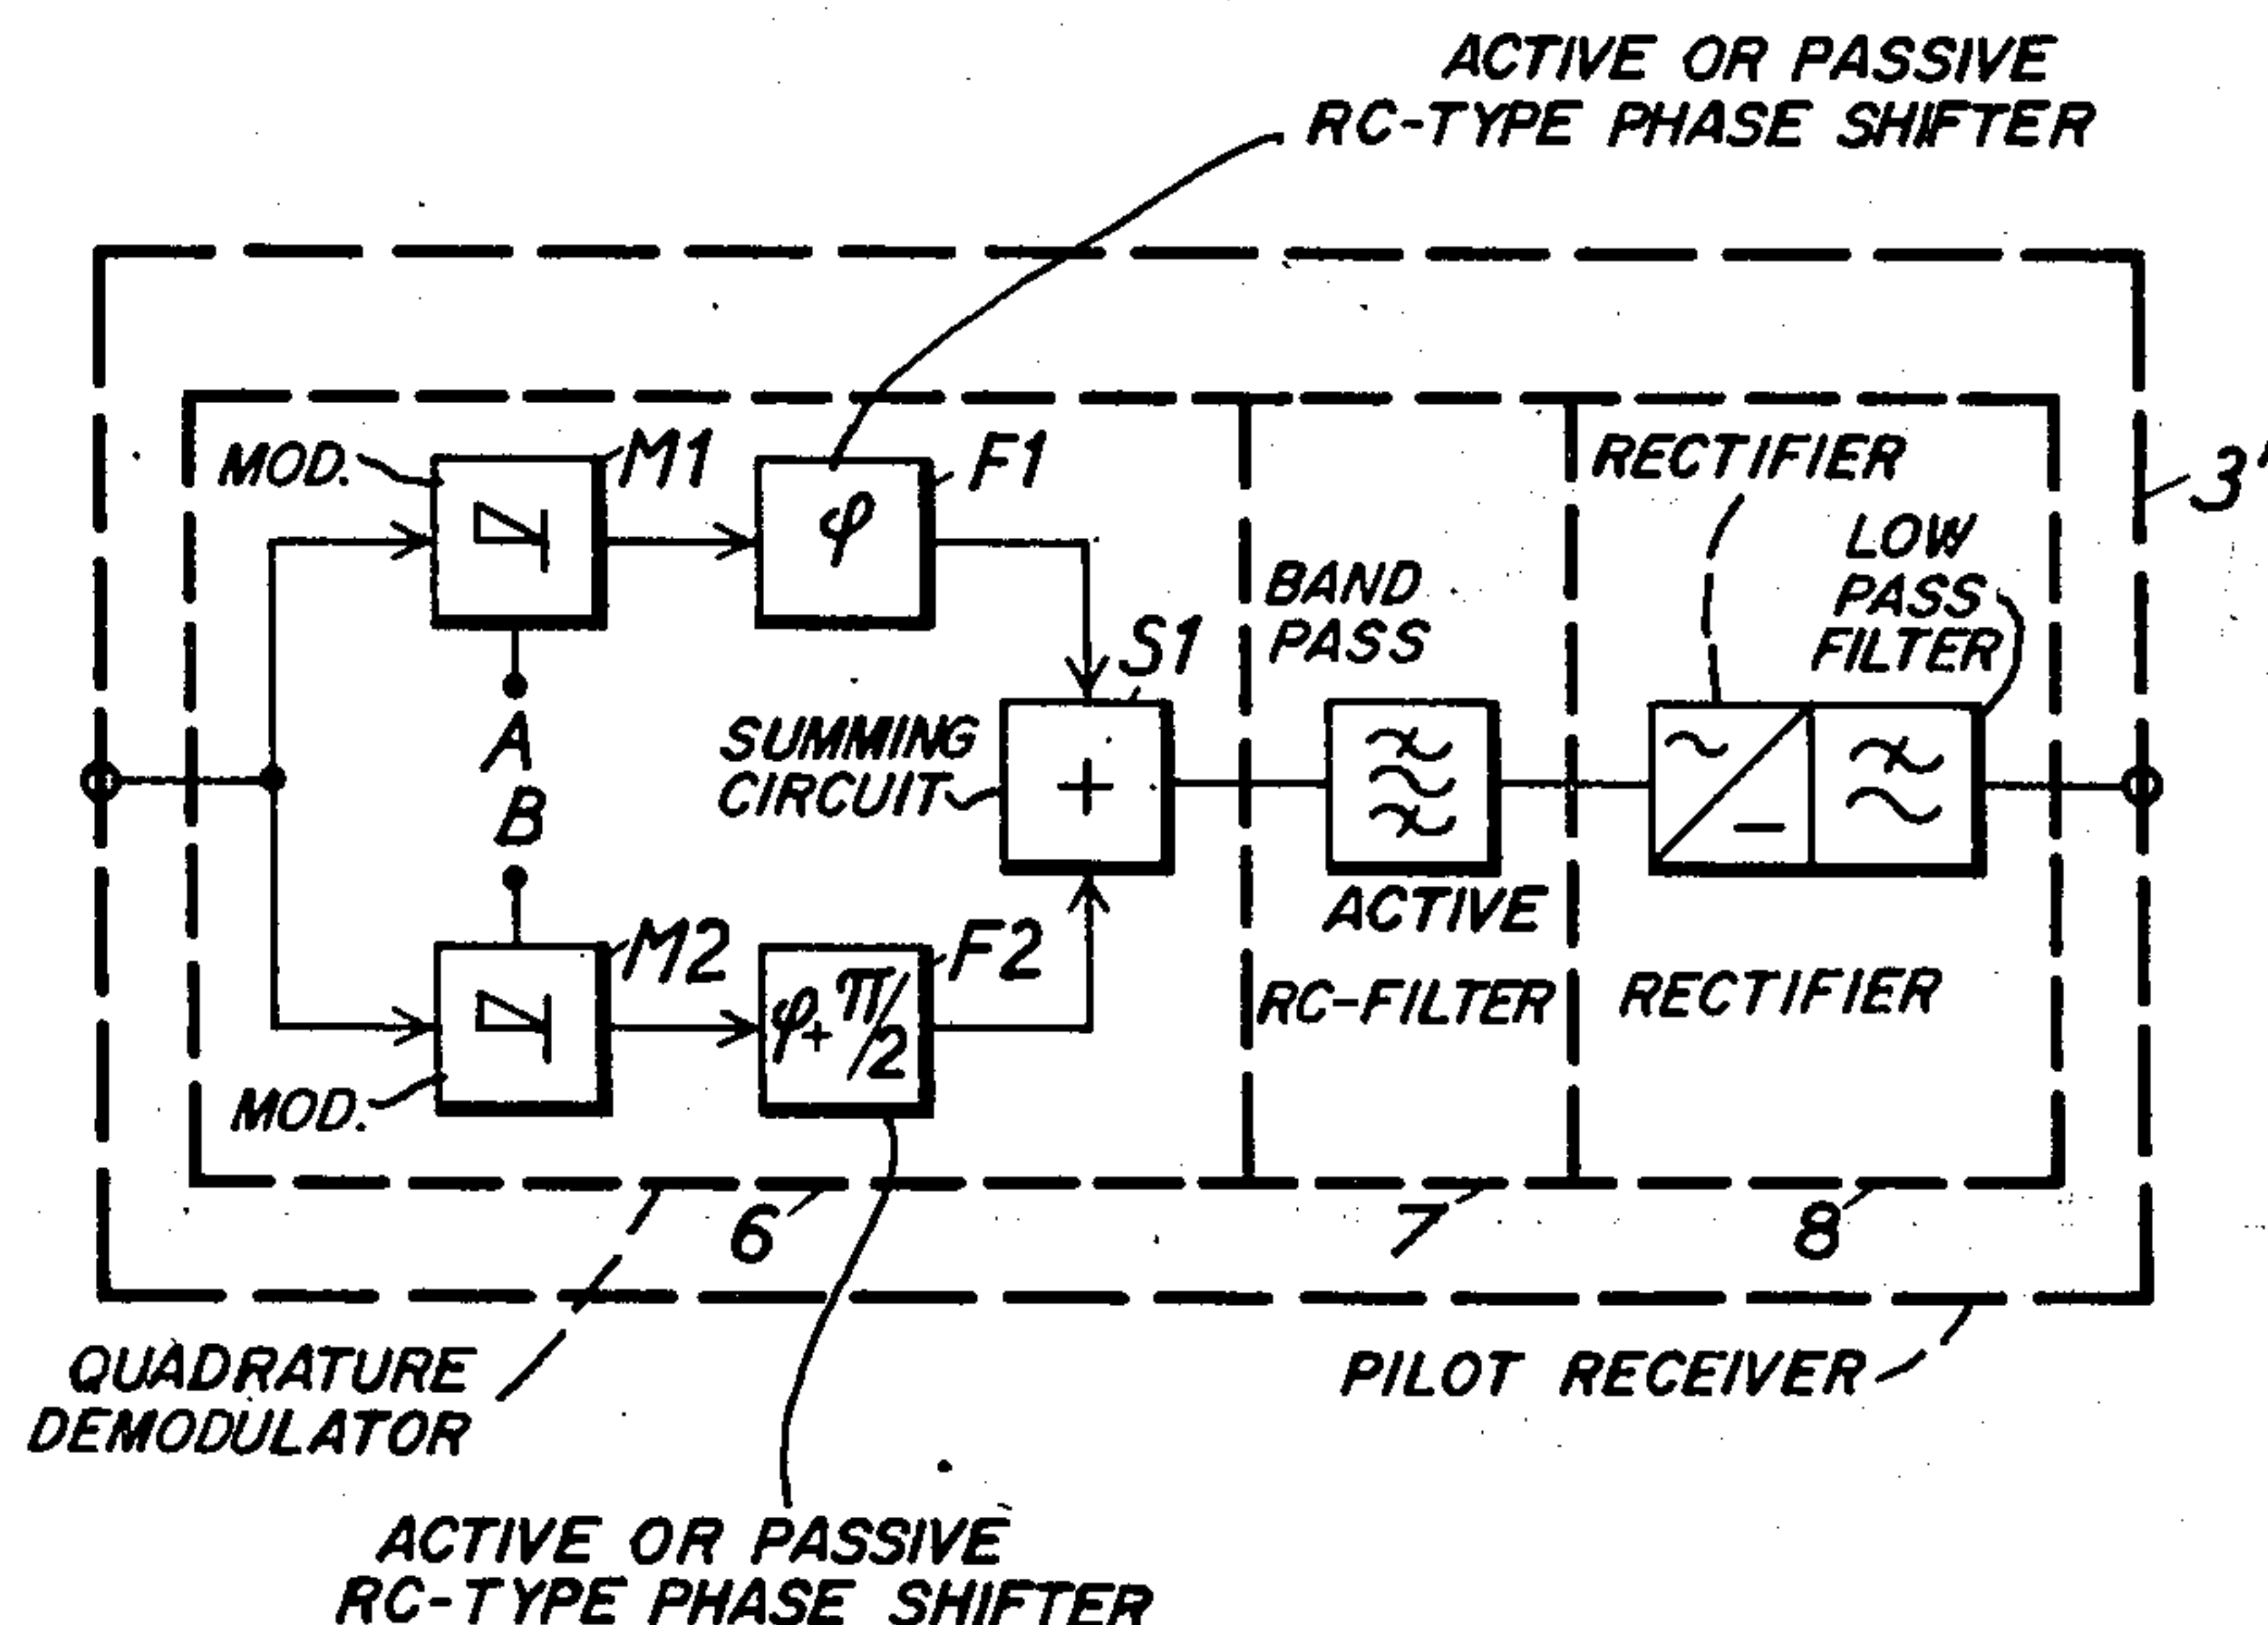 ACTIVE OR PASSIVE
RC-TYPE PHASE SHIFTER
MOD.
M1
F1
φ
RECTIFIER
3'
LOW
PASS
FILTER
BAND
PASS
S1
A
SUMMING
CIRCUIT
+
B
ACTIVE
RC-FILTER
RECTIFIER
M2
F2
φ+π/2
MOD.
6
7
8
QUADRATURE
DEMODULATOR
PILOT RECEIVER
ACTIVE OR PASSIVE
RC-TYPE PHASE SHIFTER